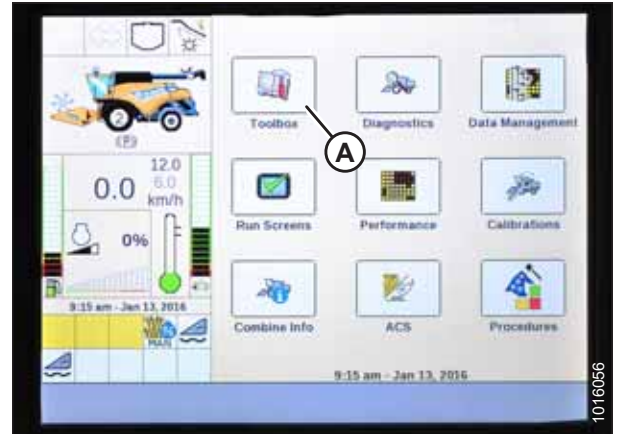 Toolbox
Diagnostics
Data Management
A
2
(P)
12.0
0.0
6.0
km/h
Run Screens
Performance
Calibrations
0%
9:15 am - Jan 13, 2016
MAN
Combine Info
ACS
Procedures
9:15 am - Jan 13, 2016
1016056